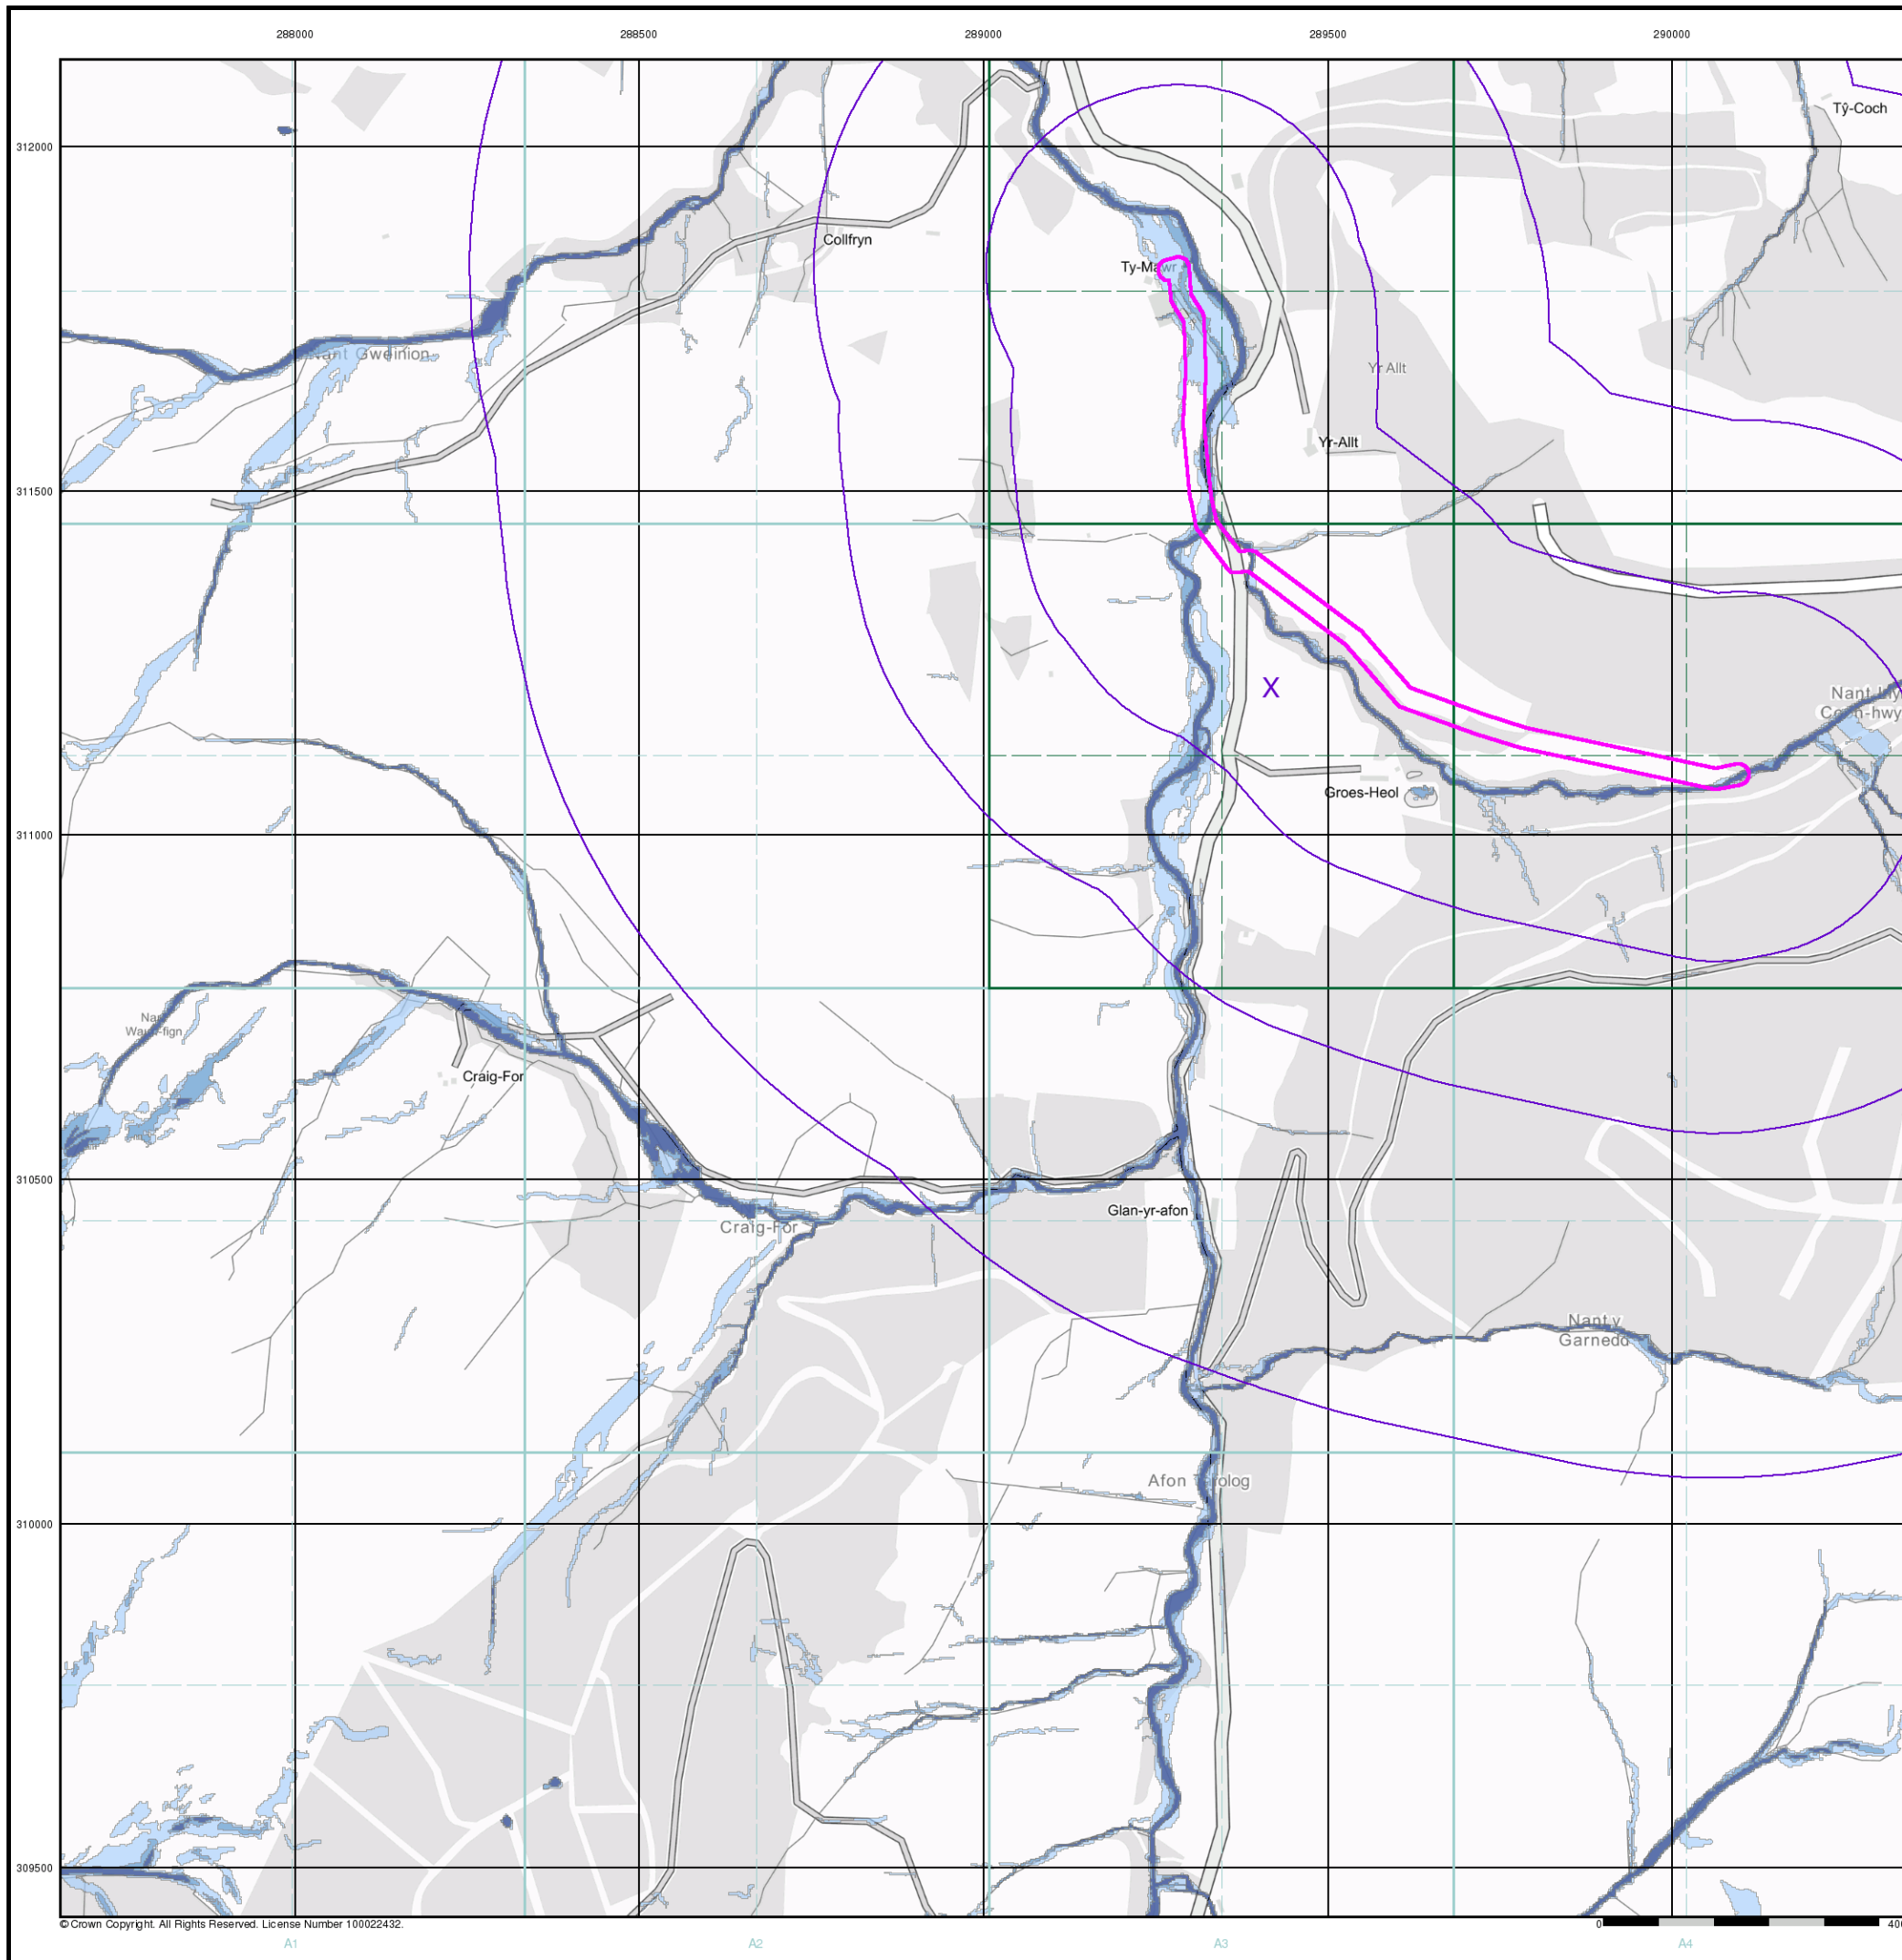 288000 288500 289000 289500 290000
Tŷ-Coch
312000
Collfryn
Ty-Mawr
Nant Gweinion
Yr Allt
Yr-Allt
311500
X
Nant
Groes-Heol
311000
Craig-For
310500
Glan-yr-afon
Craig-For
Nant y
Garnedd
Afon
310000
309500
© Crown Copyright. All Rights Reserved. License Number 100022432.
0
A1 A2 A3 A4